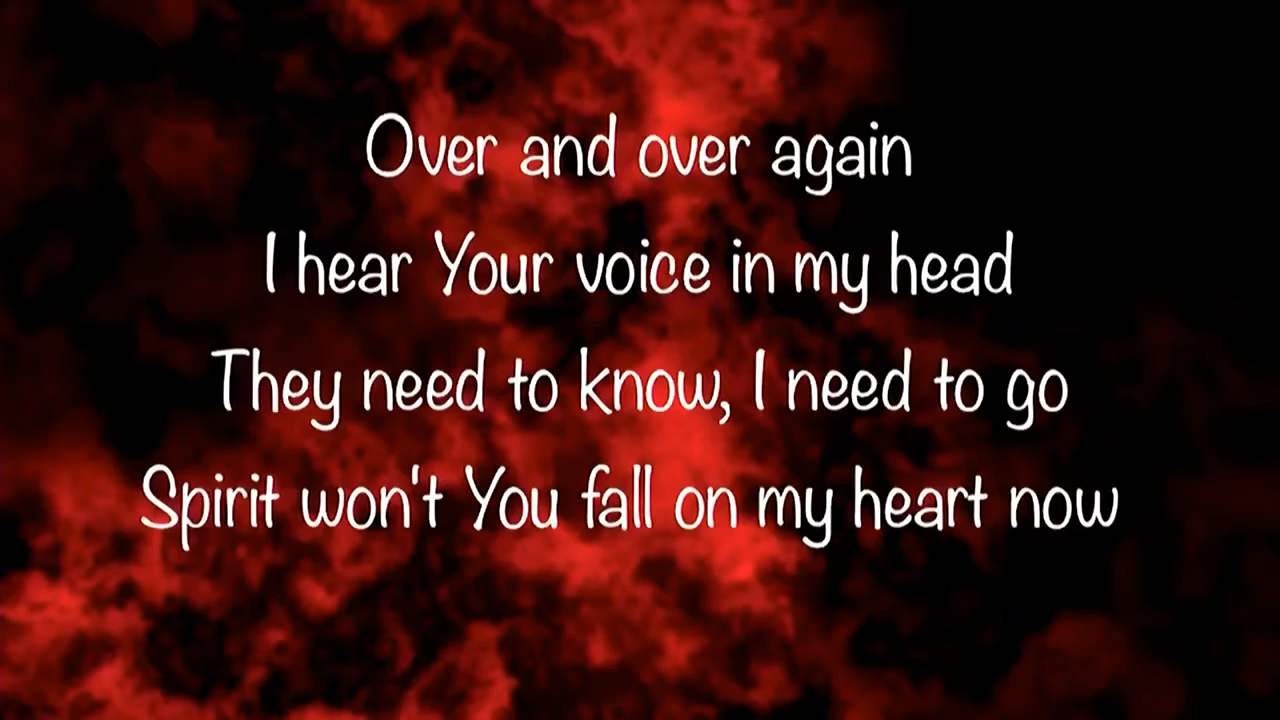 Over and over again
I hear Your voice in my head
They need to know, I need to go
Spirit won't You fall on my heart now